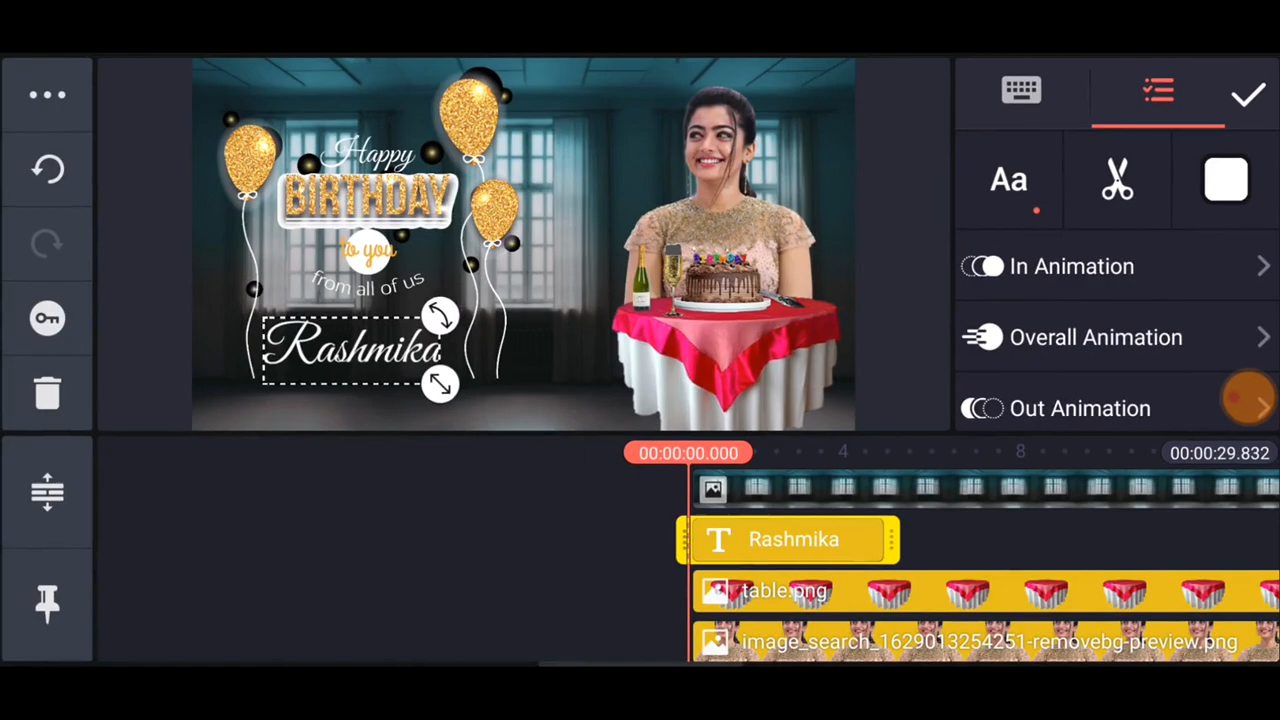 Happy
BIRTHDAY
to you
from all of us
Rashmika
BIRTHDAY
Aa
In Animation
Overall Animation
Out Animation
00:00:00.000
4
8
00:00:29.832
T Rashmika
table.png
image_search_1629013254251-removebg-preview.png